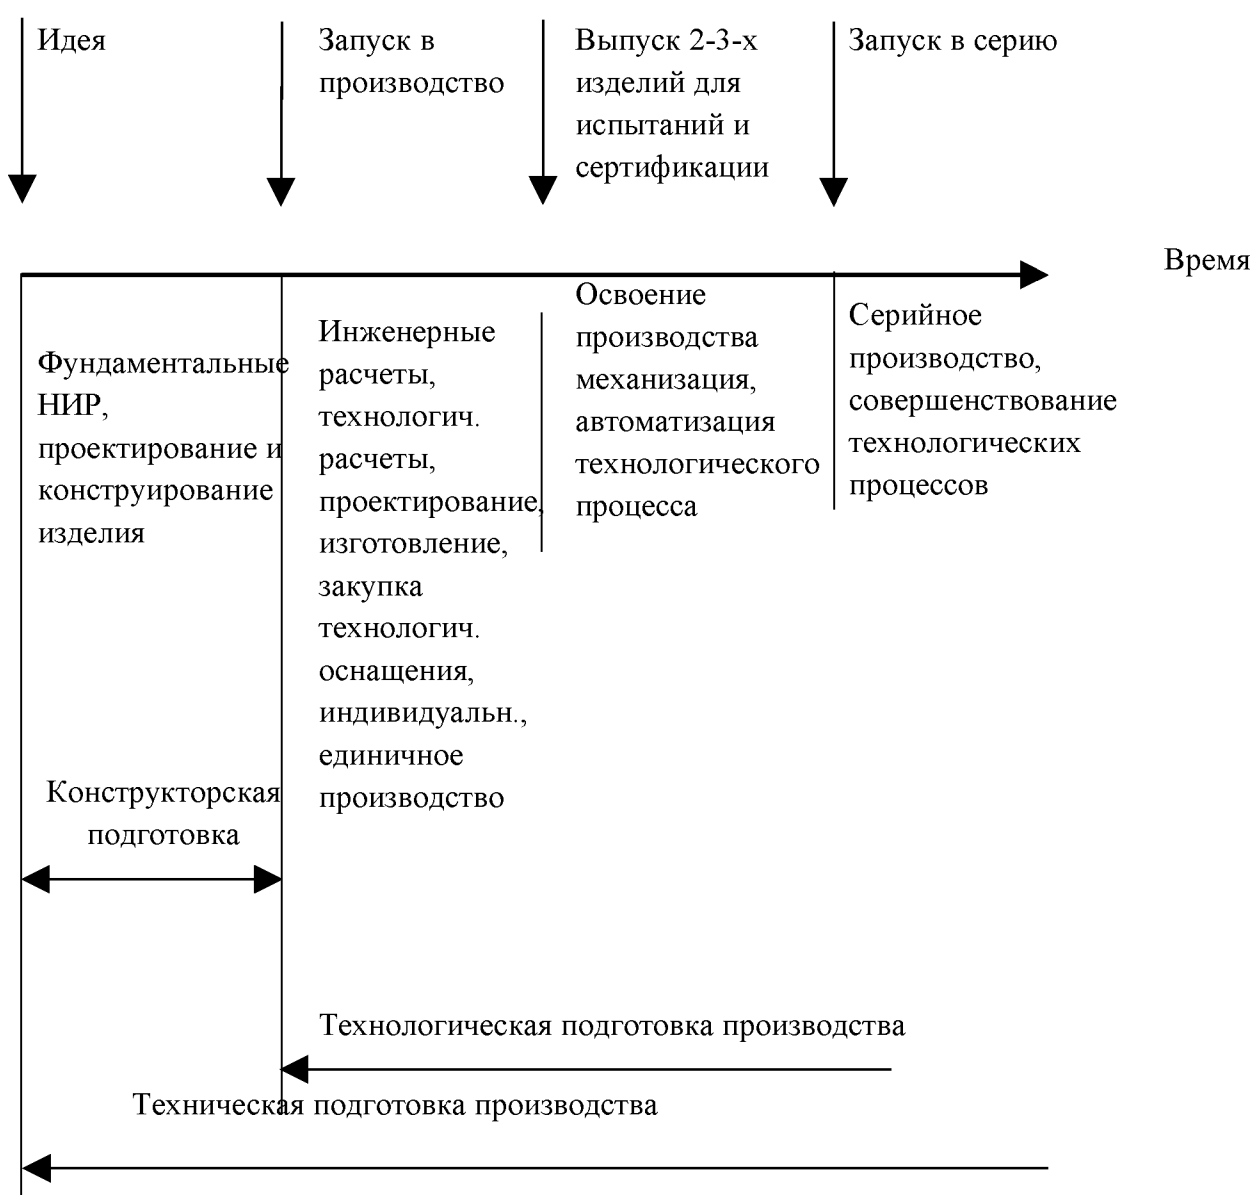 Идея
Запуск в
производство
Выпуск 2-3-х
изделий для
испытаний и
сертификации
Запуск в серию
Время
Фундаментальные
НИР,
проектирование и
конструирование
изделия
Инженерные
расчеты,
технологич.
расчеты,
проектирование,
изготовление,
закупка
технологич.
оснащения,
индивидуальн.,
единичное
производство
Освоение
производства
механизация,
автоматизация
технологического
процесса
Серийное
производство,
совершенствование
технологических
процессов
Конструкторская
подготовка
Технологическая подготовка производства
Техническая подготовка производства